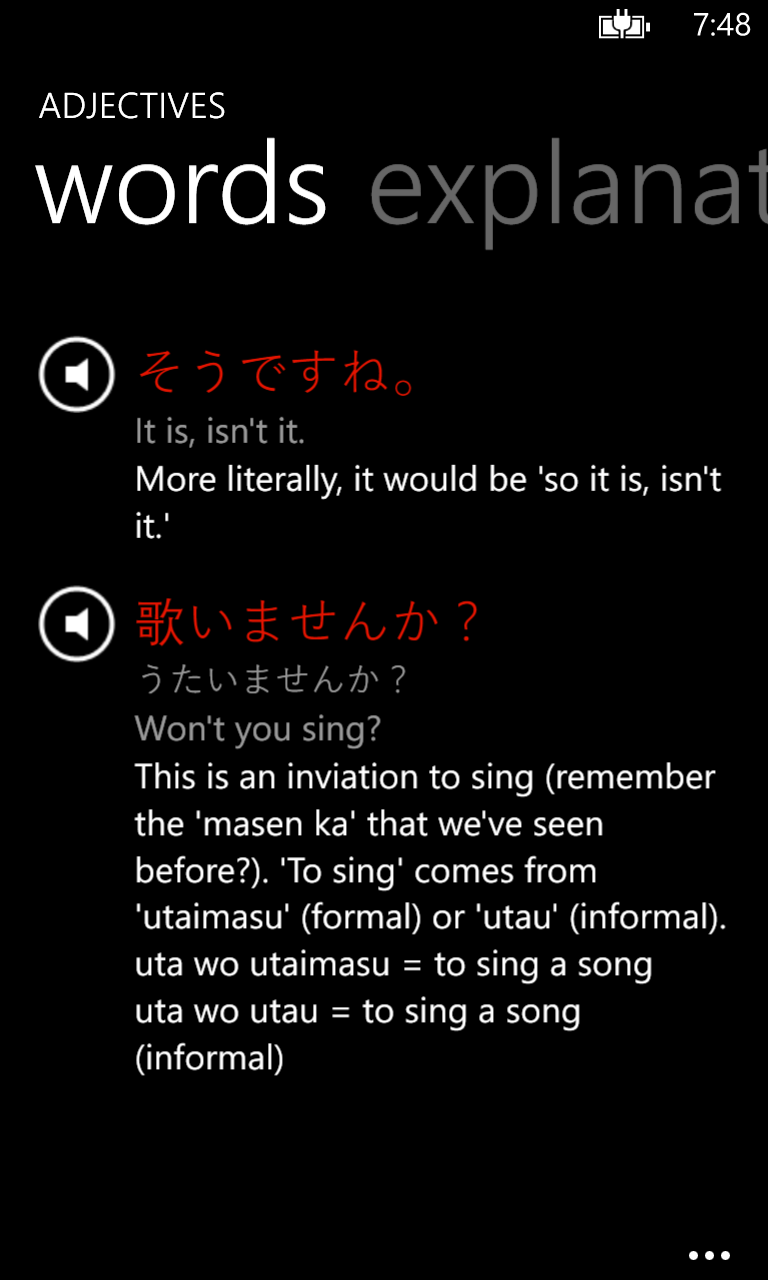 7:48
ADJECTIVES
words explanat
そうですね。
It is, isn't it.
More literally, it would be 'so it is, isn't
it.'
歌いませんか？
うたいませんか？
Won't you sing?
This is an inviation to sing (remember
the 'masen ka' that we've seen
before?). 'To sing' comes from
'utaimasu' (formal) or 'utau' (informal).
uta wo utaimasu = to sing a song
uta wo utau = to sing a song
(informal)